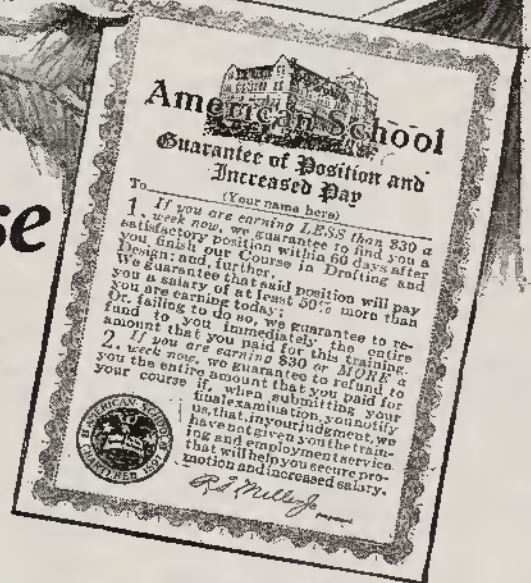 se
American School
Guarantee of Position and
Increased Pay
To
(Your name here)
1. If you are earning LESS than $30 a
week now, we guarantee to find you a
satisfactory position within 60 days after
you finish our Course in Drafting and
Design; and, further,
We guarantee that said position will pay
you a salary of at least 50% more than
you are earning today;
Or, failing to do so, we guarantee to re-
fund to you immediately the entire
amount that you paid for this training.
2. If you are earning $30 or MORE a
week now, we guarantee to refund to
you the entire amount that you paid for
your course if, when submitting your
final examination, you notify
us, that, in your judgment, we
have not given you the train-
ing and employment service
that will help you secure pro-
motion and increased salary.
AMERICAN SCHOOL
CHARTERED 1897